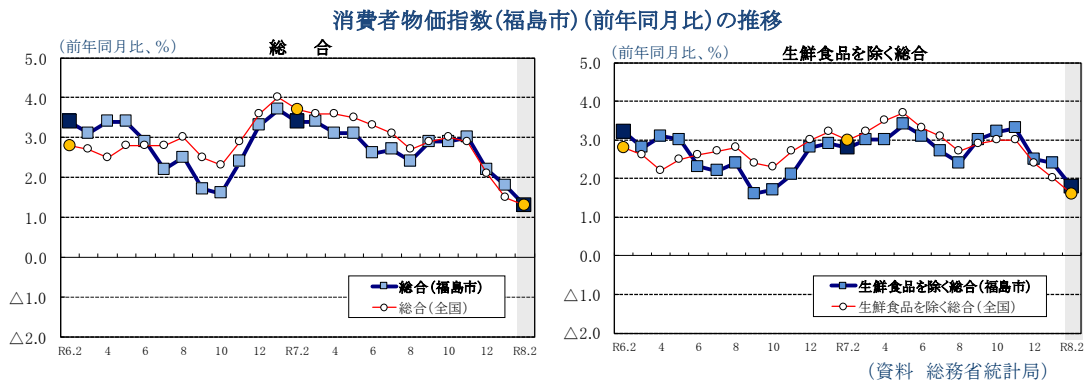 消費者物価指数(福島市)(前年同月比)の推移
(前年同月比、%)
総 合
5.0
4.0
3.0
2.0
1.0
0.0
△1.0
△2.0
総合(福島市)
総合(全国)
R6.2 4 6 8 10 12 R7.2 4 6 8 10 12 R8.2
(前年同月比、%)
生鮮食品を除く総合
5.0
4.0
3.0
2.0
1.0
0.0
△1.0
△2.0
生鮮食品を除く総合(福島市)
生鮮食品を除く総合(全国)
R6.2 4 6 8 10 12 R7.2 4 6 8 10 12 R8.2
(資料 総務省統計局)